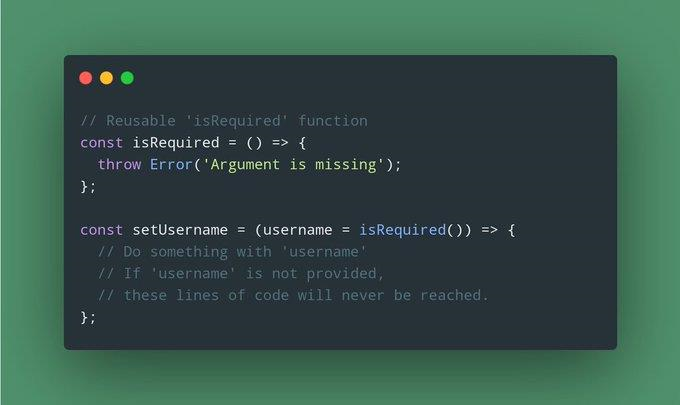 // Reusable 'isRequired' function
const isRequired = () => {
  throw Error('Argument is missing');
};

const setUsername = (username = isRequired()) => {
  // Do something with 'username'
  // If 'username' is not provided,
  // these lines of code will never be reached.
};